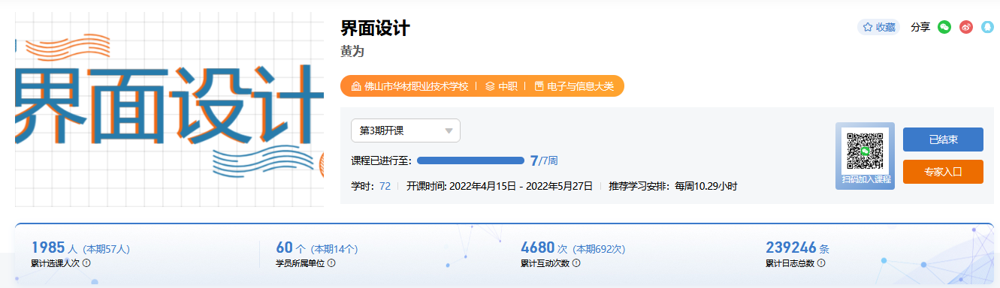 界面设计
界面设计
收藏
分享
黄为
佛山市华材职业技术学校 中职 电子与信息大类
第3期开课
课程已进行至: 7/7周
学时: 72 开课时间: 2022年4月15日 - 2022年5月27日 推荐学习安排: 每周10.29小时
扫码加入课程
已结束
专家入口
1985 人 (本期57人)
累计选课人次
60 个 (本期14个)
学员所属单位
4680 次 (本期692次)
累计互动次数
239246 条
累计日志总数